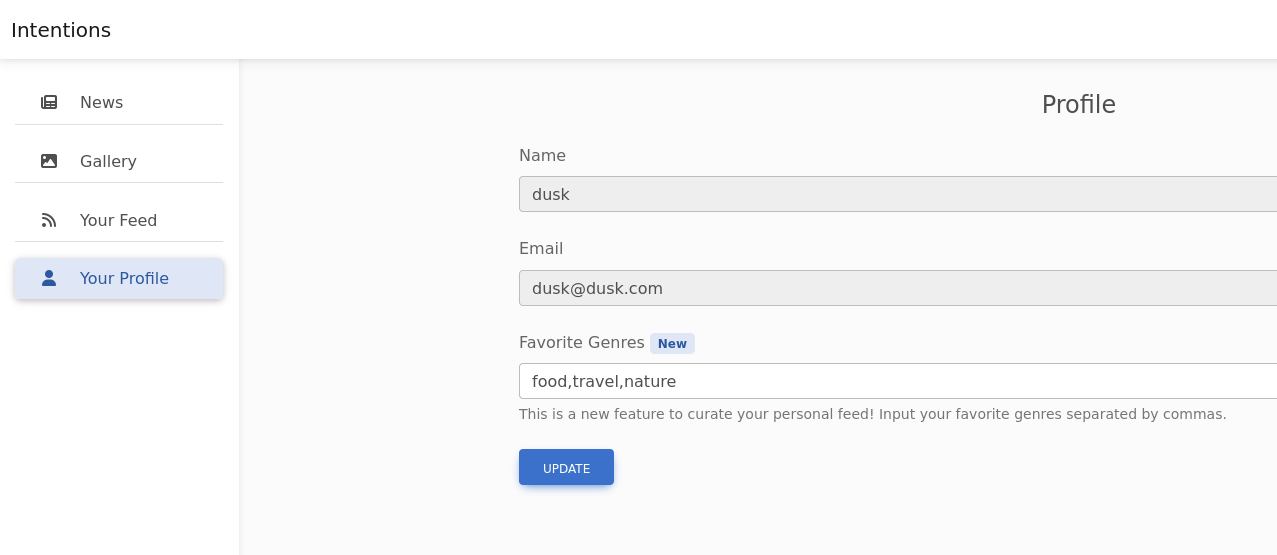 Intentions
News
Gallery
Your Feed
Your Profile
Profile
Name
dusk
Email
dusk@dusk.com
Favorite Genres New
food,travel,nature
This is a new feature to curate your personal feed! Input your favorite genres separated by commas.
UPDATE